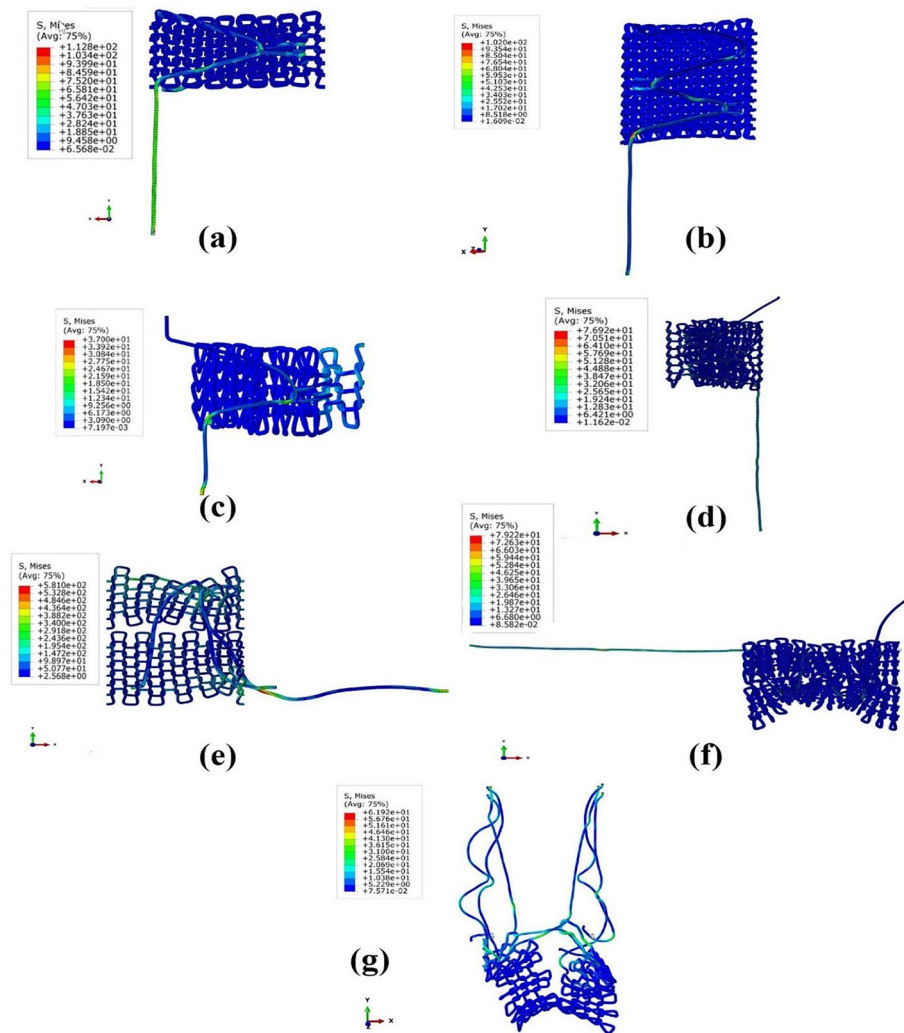 S, Mises
(Avg: 75%)
+1.128e+02
+1.034e+02
+9.399e+01
+8.459e+01
+7.520e+01
+6.581e+01
+5.642e+01
+4.703e+01
+3.763e+01
+2.824e+01
+1.885e+01
+9.458e+00
+6.568e-02
Y
X
(a)
S, Mises
(Avg: 75%)
+1.020e+02
+9.354e+01
+8.504e+01
+7.654e+01
+6.804e+01
+5.953e+01
+5.103e+01
+4.253e+01
+3.403e+01
+2.552e+01
+1.702e+01
+8.518e+00
+1.609e-02
Y
X Z
(b)
S, Mises
(Avg: 75%)
+3.700e+01
+3.392e+01
+3.084e+01
+2.775e+01
+2.467e+01
+2.159e+01
+1.850e+01
+1.542e+01
+1.234e+01
+9.256e+00
+6.173e+00
+3.090e+00
+7.197e-03
Y
X
(c)
S, Mises
(Avg: 75%)
+7.692e+01
+7.051e+01
+6.410e+01
+5.769e+01
+5.128e+01
+4.488e+01
+3.847e+01
+3.206e+01
+2.565e+01
+1.924e+01
+1.283e+01
+6.421e+00
+1.162e-02
Y
X
(d)
S, Mises
(Avg: 75%)
+5.810e+02
+5.328e+02
+4.846e+02
+4.364e+02
+3.882e+02
+3.400e+02
+2.918e+02
+2.436e+02
+1.954e+02
+1.472e+02
+9.897e+01
+5.077e+01
+2.568e+00
Y
X
(e)
S, Mises
(Avg: 75%)
+7.922e+01
+7.263e+01
+6.603e+01
+5.944e+01
+5.284e+01
+4.625e+01
+3.965e+01
+3.306e+01
+2.646e+01
+1.987e+01
+1.327e+01
+6.680e+00
+8.582e-02
Y
X
(f)
S, Mises
(Avg: 75%)
+6.192e+01
+5.676e+01
+5.161e+01
+4.646e+01
+4.130e+01
+3.615e+01
+3.100e+01
+2.584e+01
+2.069e+01
+1.554e+01
+1.038e+01
+5.229e+00
+7.571e-02
(g)
Y
Z X